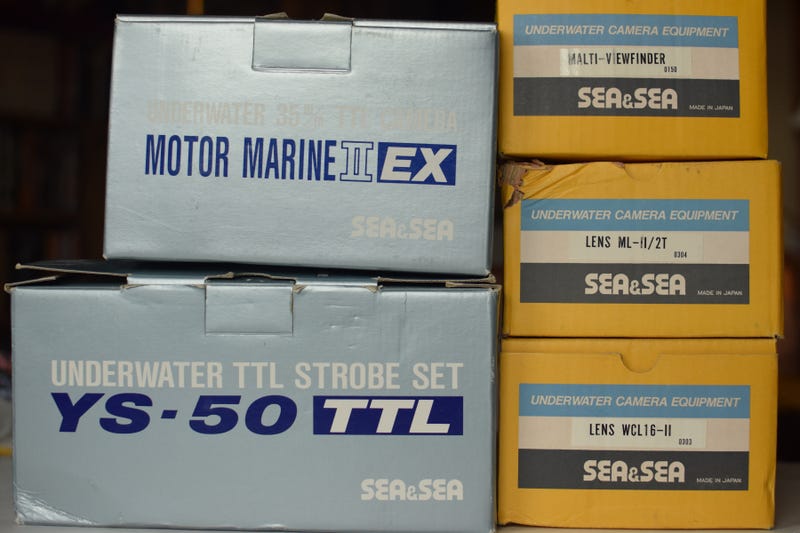 UNDERWATER 35m/m TTL CAMERA
MOTOR MARINE II EX
SEA&SEA
UNDERWATER TTL STROBE SET
YS-50 TTL
SEA&SEA
UNDERWATER CAMERA EQUIPMENT
MALTI-VIEWFINDER
0150
SEA&SEA MADE IN JAPAN
UNDERWATER CAMERA EQUIPMENT
LENS ML-II/2T
0304
SEA&SEA MADE IN JAPAN
UNDERWATER CAMERA EQUIPMENT
LENS WCL16-II
0303
SEA&SEA MADE IN JAPAN